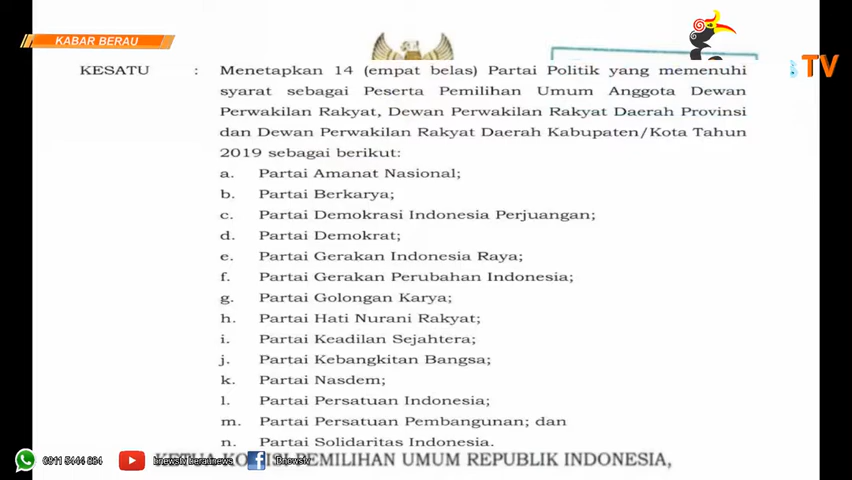 KABAR BERAU
TV
KESATU : Menetapkan 14 (empat belas) Partai Politik yang memenuhi
syarat sebagai Peserta Pemilihan Umum Anggota Dewan
Perwakilan Rakyat, Dewan Perwakilan Rakyat Daerah Provinsi
dan Dewan Perwakilan Rakyat Daerah Kabupaten/Kota Tahun
2019 sebagai berikut:
a. Partai Amanat Nasional;
b. Partai Berkarya;
c. Partai Demokrasi Indonesia Perjuangan;
d. Partai Demokrat;
e. Partai Gerakan Indonesia Raya;
f. Partai Gerakan Perubahan Indonesia;
g. Partai Golongan Karya;
h. Partai Hati Nurani Rakyat;
i. Partai Keadilan Sejahtera;
j. Partai Kebangkitan Bangsa;
k. Partai Nasdem;
l. Partai Persatuan Indonesia;
m. Partai Persatuan Pembangunan; dan
n. Partai Solidaritas Indonesia.
KETUA KOMISI PEMILIHAN UMUM REPUBLIK INDONESIA,